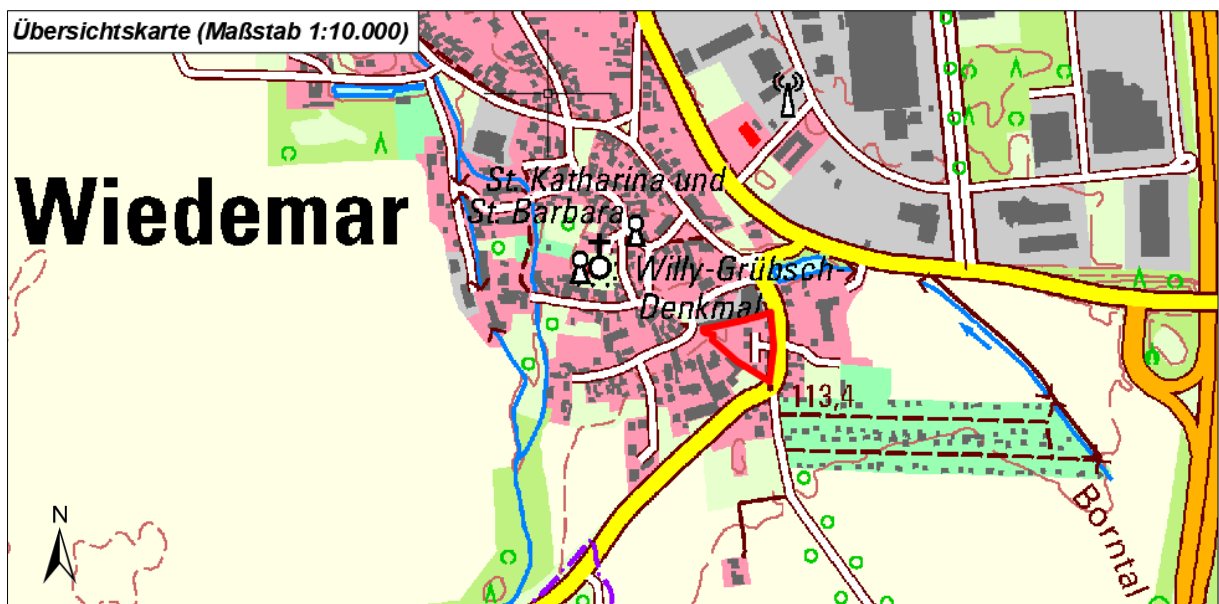 Übersichtskarte (Maßstab 1:10.000)
Wiedemar
St. Katharina und
St. Barbara
Willy-Grübsch-
Denkmal
113,4
Borntal
N